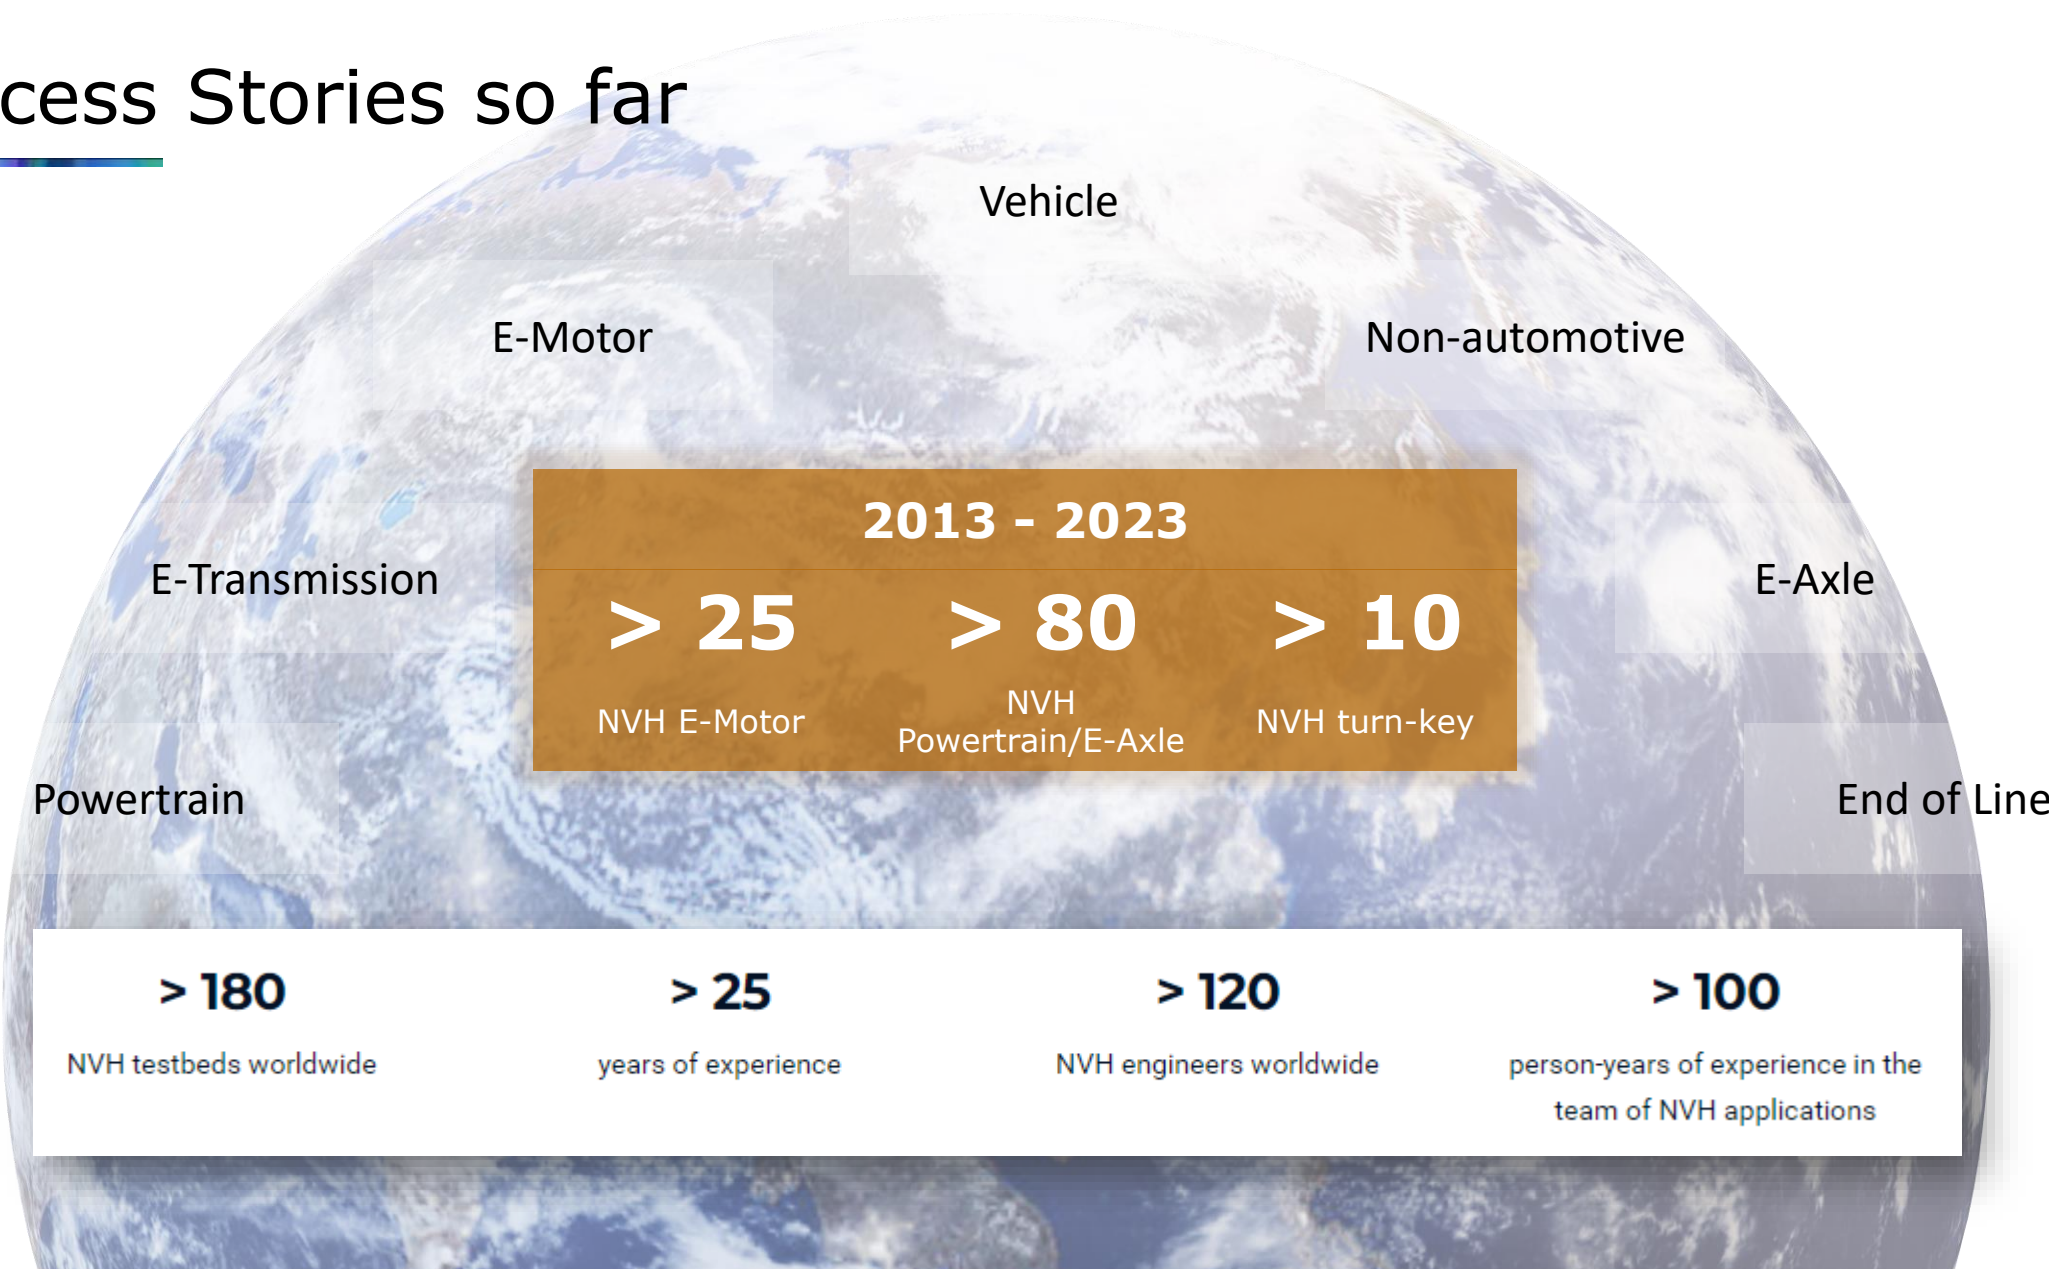 cess Stories so far
Vehicle
E-Motor
Non-automotive
2013 - 2023
E-Transmission
E-Axle
> 25
> 80
> 10
NVH E-Motor
NVH
Powertrain/E-Axle
NVH turn-key
Powertrain
End of Line
> 180
> 25
> 120
> 100
NVH testbeds worldwide
years of experience
NVH engineers worldwide
person-years of experience in the
team of NVH applications